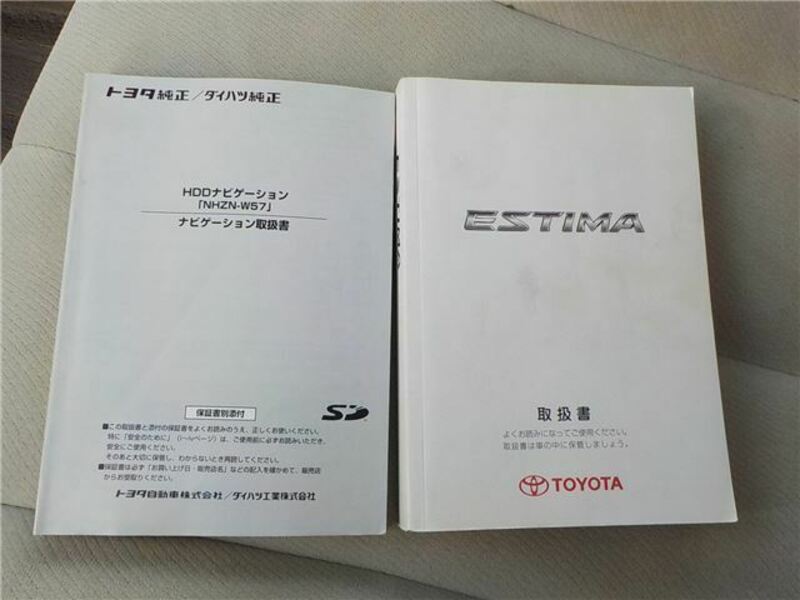 トヨタ純正／ダイハツ純正
HDDナビゲーション
「NHZN-W57」
ナビゲーション取扱書
保証書別添付
SD
■この取扱書と添付の保証書をよくお読みのうえ、正しくお使いください。
特に「安全のために」（i〜ページ）は、ご使用前に必ずお読みいただき、
安全にご使用ください。
そのあと大切に保管し、わからないとき再読してください。
■保証書は必ず「お買い上げ日・販売店名」などの記入を確かめて、販売店
からお受取りください。
トヨタ自動車株式会社/ダイハツ工業株式会社
ESTIMA
取扱書
よくお読みになってご使用ください。
取扱書は車の中に保管しましょう。
TOYOTA